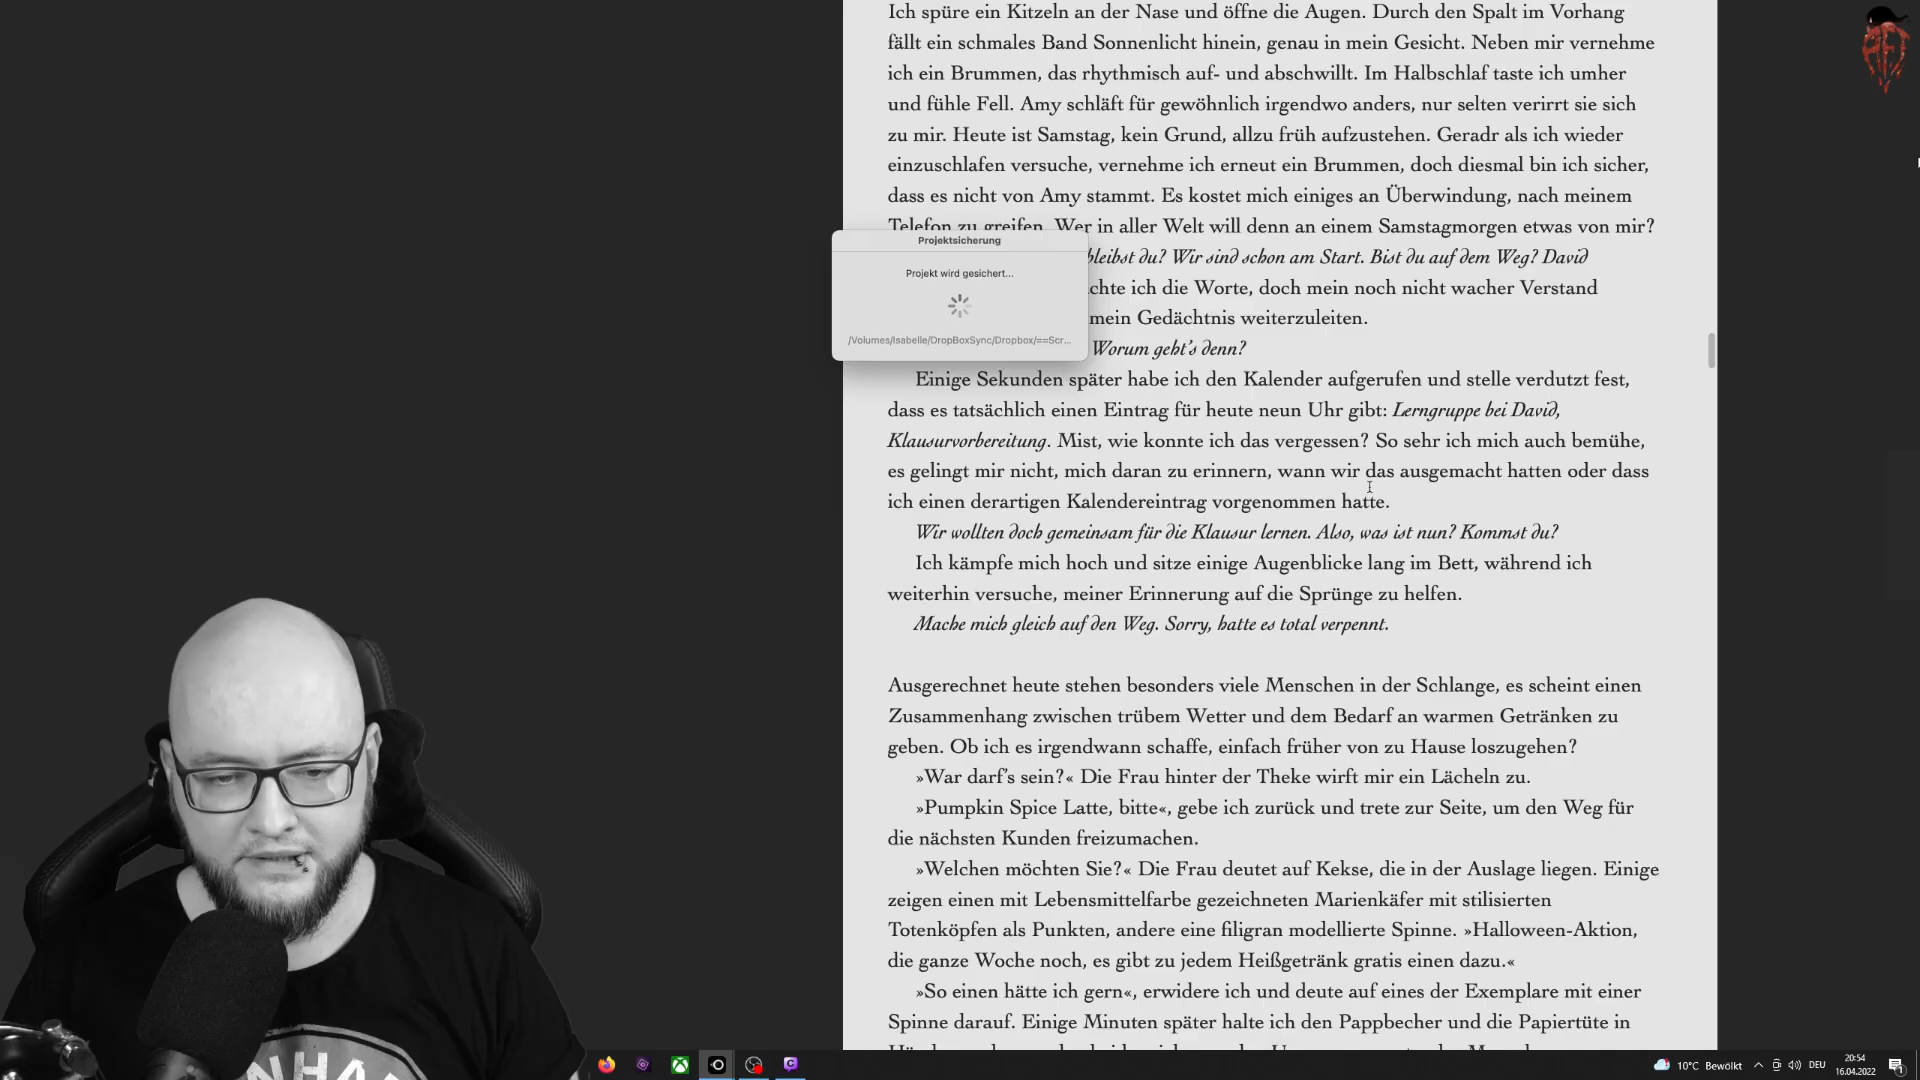 Ich spüre ein Kitzeln an der Nase und öffne die Augen. Durch den Spalt im Vorhang
fällt ein schmales Band Sonnenlicht hinein, genau in mein Gesicht. Neben mir vernehme
ich ein Brummen, das rhythmisch auf- und abschwillt. Im Halbschlaf taste ich umher
und fühle Fell. Amy schläft für gewöhnlich irgendwo anders, nur selten verirrt sie sich
zu mir. Heute ist Samstag, kein Grund, allzu früh aufzustehen. Geradr als ich wieder
einzuschlafen versuche, vernehme ich erneut ein Brummen, doch diesmal bin ich sicher,
dass es nicht von Amy stammt. Es kostet mich einiges an Überwindung, nach meinem
Telefon zu greifen. Wer in aller Welt will denn an einem Samstagmorgen etwas von mir?
bleibst du? Wir sind schon am Start. Bist du auf dem Weg? David
chte ich die Worte, doch mein noch nicht wacher Verstand
mein Gedächtnis weiterzuleiten.
Worum geht’s denn?
Projektsicherung
Projekt wird gesichert...
/Volumes/Isabelle/DropBoxSync/Dropbox/==Scr...
Einige Sekunden später habe ich den Kalender aufgerufen und stelle verdutzt fest,
dass es tatsächlich einen Eintrag für heute neun Uhr gibt: Lerngruppe bei David,
Klausurvorbereitung. Mist, wie konnte ich das vergessen? So sehr ich mich auch bemühe,
es gelingt mir nicht, mich daran zu erinnern, wann wir das ausgemacht hatten oder dass
ich einen derartigen Kalendereintrag vorgenommen hatte.
Wir wollten doch gemeinsam für die Klausur lernen. Also, was ist nun? Kommst du?
Ich kämpfe mich hoch und sitze einige Augenblicke lang im Bett, während ich
weiterhin versuche, meiner Erinnerung auf die Sprünge zu helfen.
Mache mich gleich auf den Weg. Sorry, hatte es total verpennt.
Ausgerechnet heute stehen besonders viele Menschen in der Schlange, es scheint einen
Zusammenhang zwischen trübem Wetter und dem Bedarf an warmen Getränken zu
geben. Ob ich es irgendwann schaffe, einfach früher von zu Hause loszugehen?
»War darf’s sein?« Die Frau hinter der Theke wirft mir ein Lächeln zu.
»Pumpkin Spice Latte, bitte«, gebe ich zurück und trete zur Seite, um den Weg für
die nächsten Kunden freizumachen.
»Welchen möchten Sie?« Die Frau deutet auf Kekse, die in der Auslage liegen. Einige
zeigen einen mit Lebensmittelfarbe gezeichneten Marienkäfer mit stilisierten
Totenköpfen als Punkten, andere eine filigran modellierte Spinne. »Halloween-Aktion,
die ganze Woche noch, es gibt zu jedem Heißgetränk gratis einen dazu.«
»So einen hätte ich gern«, erwidere ich und deute auf eines der Exemplare mit einer
Spinne darauf. Einige Minuten später halte ich den Pappbecher und die Papiertüte in
10°C Bewölkt
DEU
20:54
16.04.2022